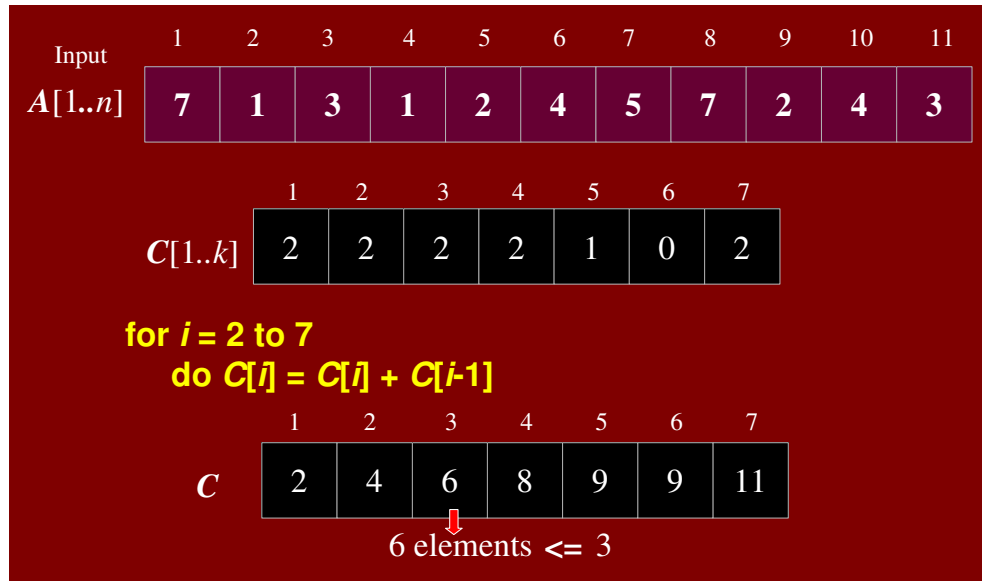 1 2 3 4 5 6 7 8 9 10 11
Input
A[1..n] 7 1 3 1 2 4 5 7 2 4 3
1 2 3 4 5 6 7
C[1..k] 2 2 2 2 1 0 2
for i = 2 to 7
do C[i] = C[i] + C[i-1]
1 2 3 4 5 6 7
C 2 4 6 8 9 9 11
6 elements <= 3